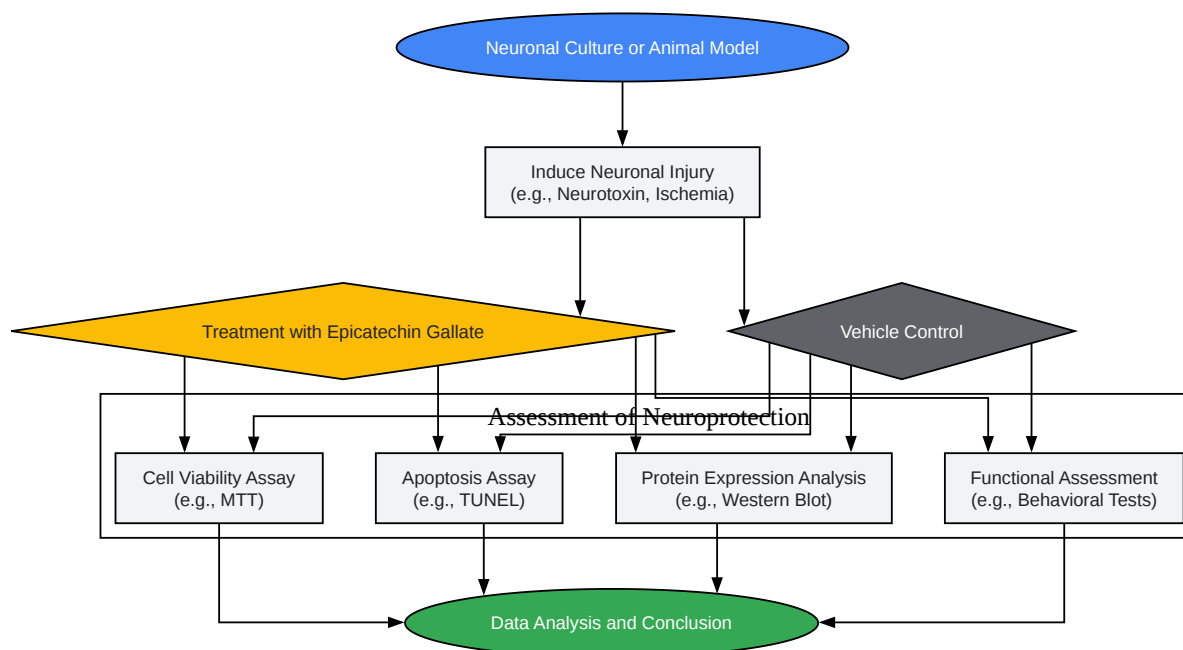 Neuronal Culture or Animal Model
Induce Neuronal Injury
(e.g., Neurotoxin, Ischemia)
Treatment with Epicatechin Gallate
Vehicle Control
Assessment of Neuroprotection
Cell Viability Assay
(e.g., MTT)
Apoptosis Assay
(e.g., TUNEL)
Protein Expression Analysis
(e.g., Western Blot)
Functional Assessment
(e.g., Behavioral Tests)
Data Analysis and Conclusion